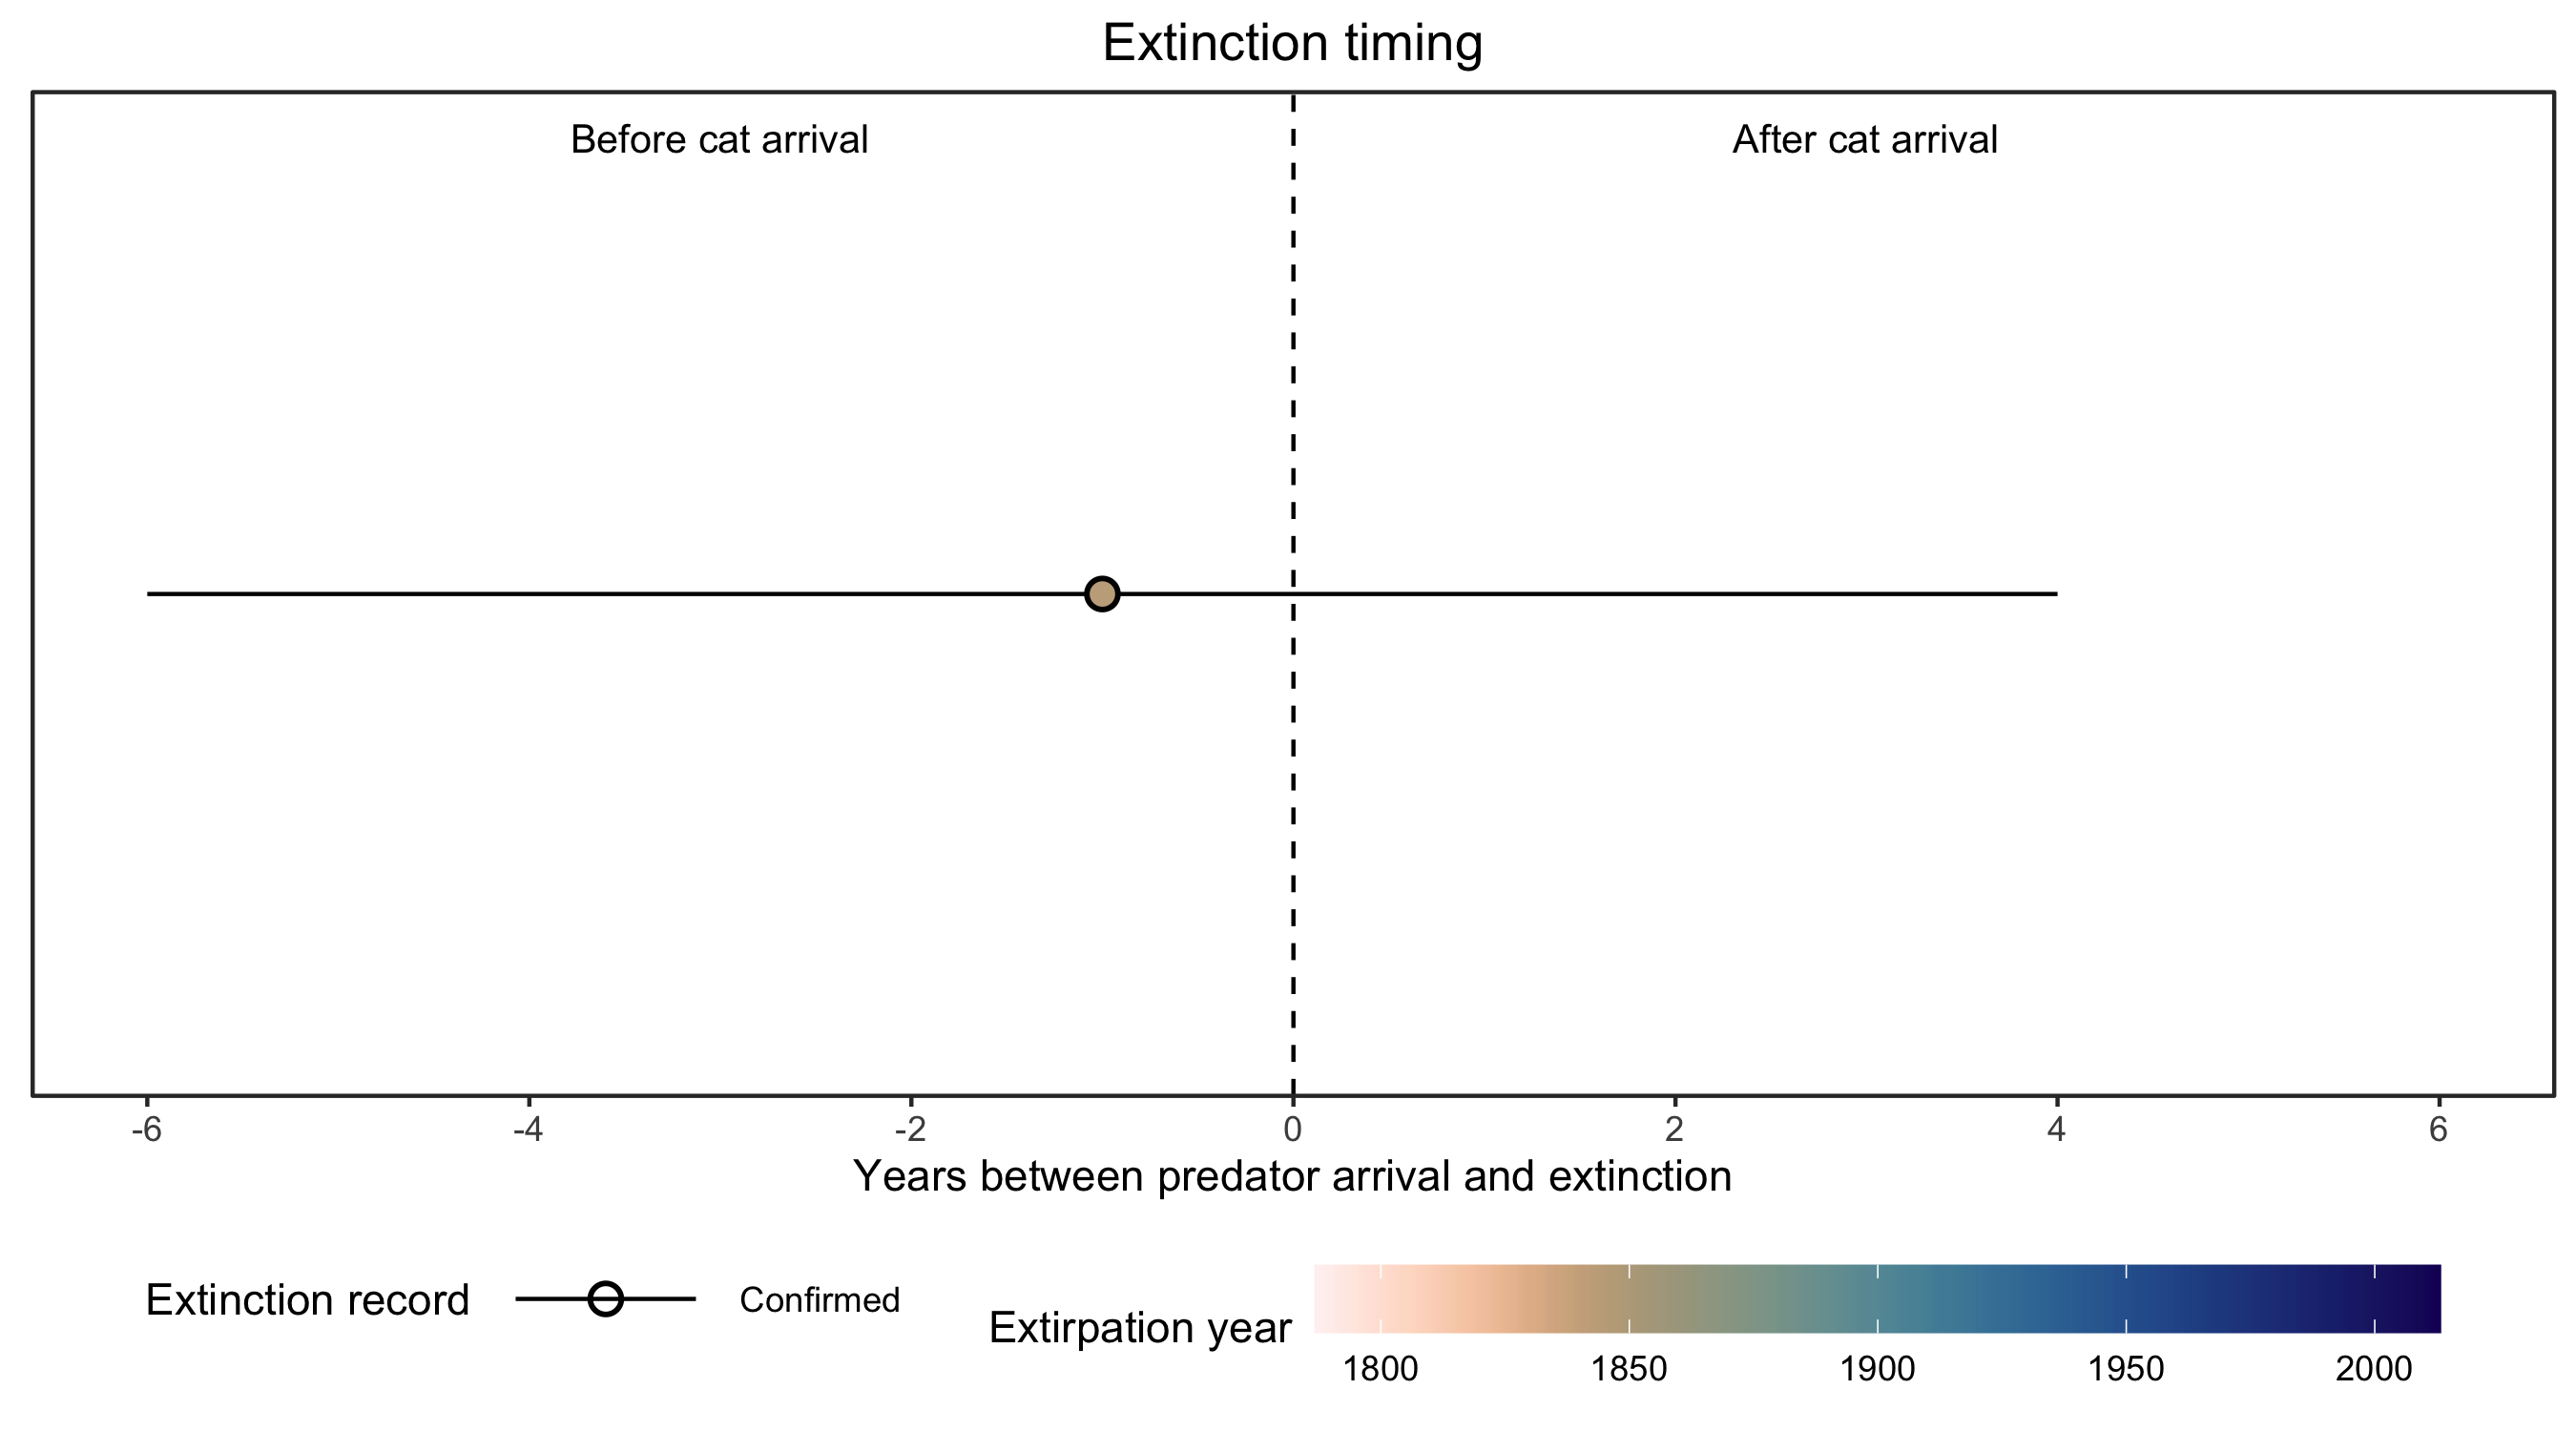 Extinction timing
Before cat arrival
After cat arrival
-6
-4
-2
0
2
4
6
Years between predator arrival and extinction
Extinction record
Confirmed
Extirpation year
1800
1850
1900
1950
2000